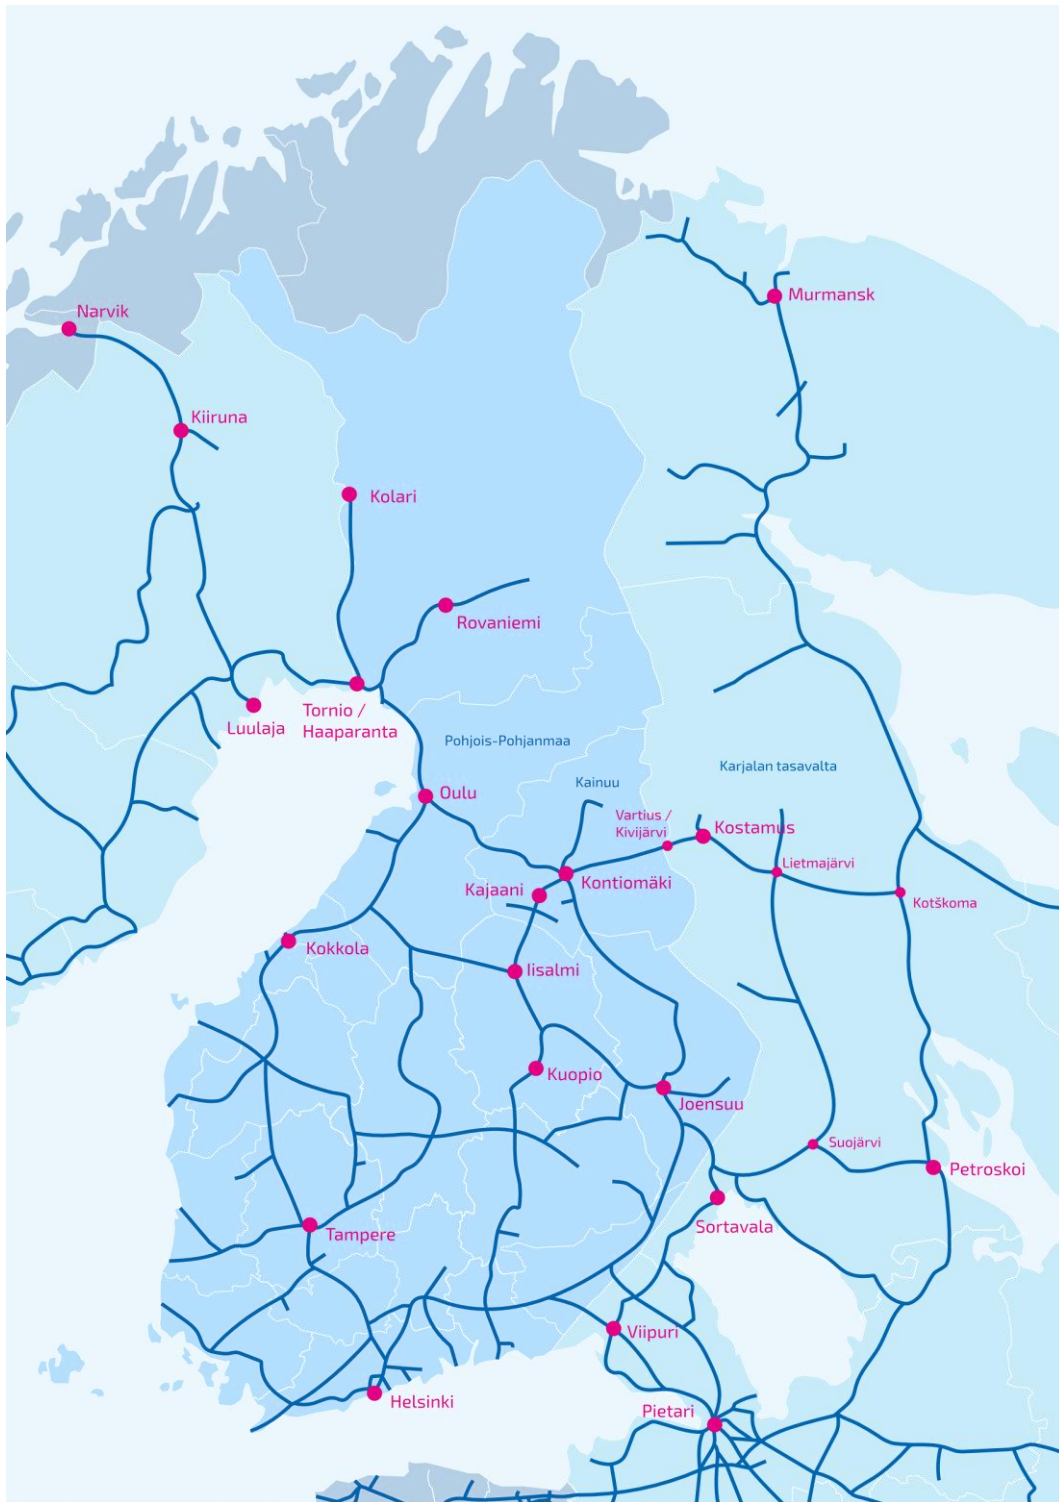 Murmansk
Narvik
Kiiruna
Kolari
Rovaniemi
Tornio /
Haaparanta
Luulaja
Pohjois-Pohjanmaa
Karjalan tasavalta
Kainuu
Oulu
Vartius /
Kivijärvi
Kostamus
Lietmajärvi
Kontiomäki
Kajaani
Kotškoma
Kokkola
Iisalmi
Kuopio
Joensuu
Suojärvi
Petroskoi
Sortavala
Tampere
Viipuri
Helsinki
Pietari